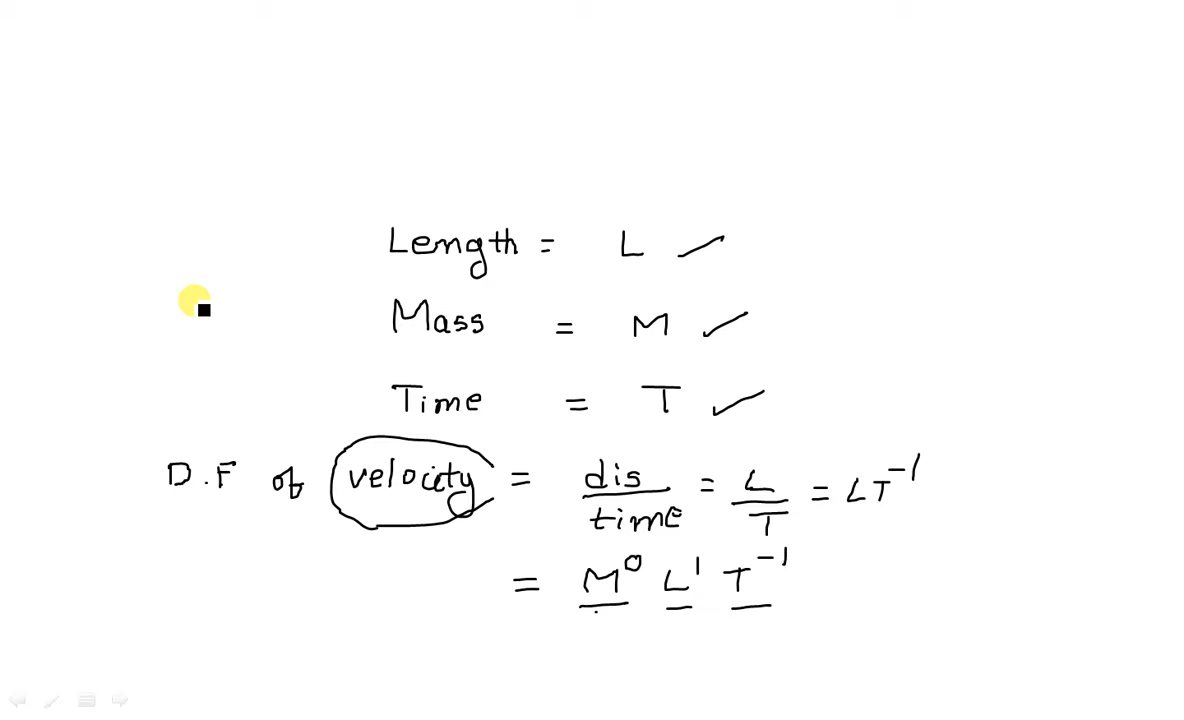 Length = L ✓
Mass = M ✓
Time = T ✓
D.F of velocity = dis/time = L/T = LT⁻¹
= M⁰ L¹ T⁻¹